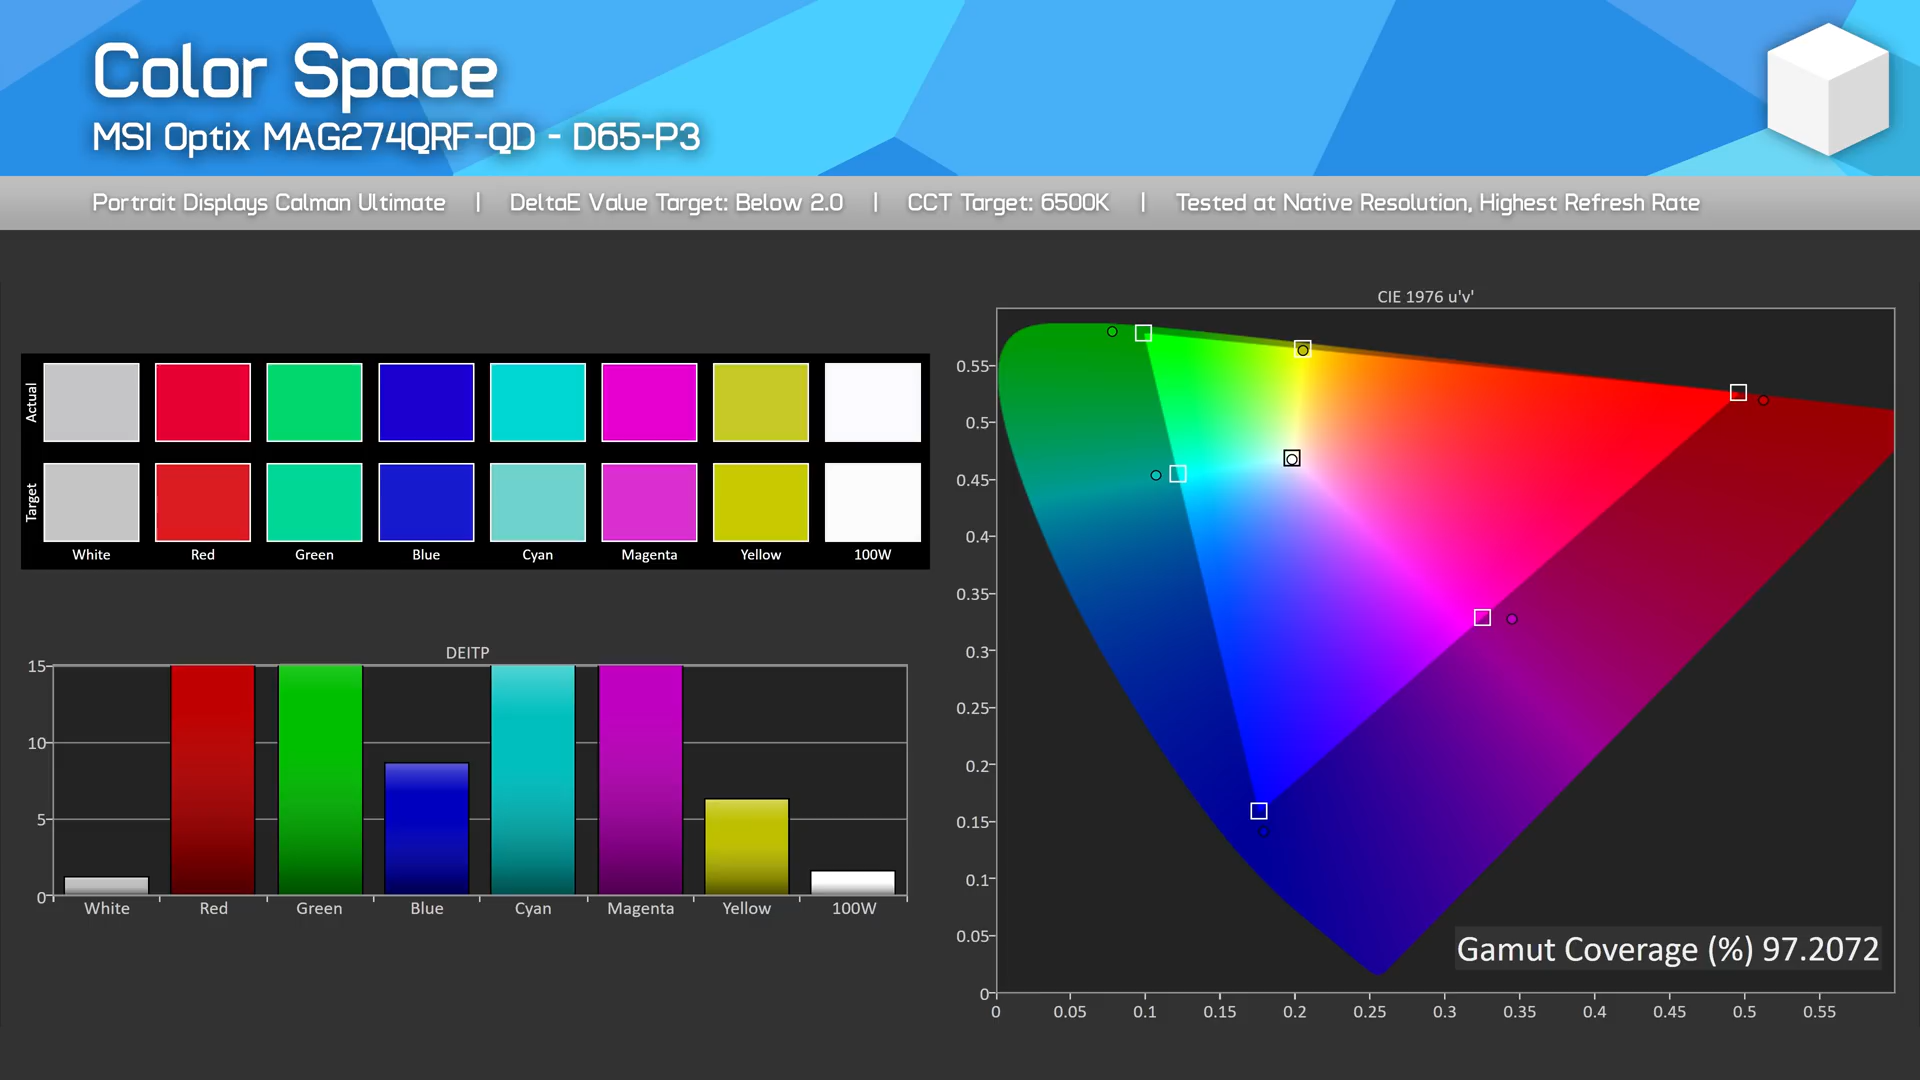 Color Space
MSI Optix MAG274QRF-QD - D65-P3
Portrait Displays Calman Ultimate | DeltaE Value Target: Below 2.0 | CCT Target: 6500K | Tested at Native Resolution, Highest Refresh Rate
Actual
Target
White Red Green Blue Cyan Magenta Yellow 100W
DEITP
15
10
5
0
White Red Green Blue Cyan Magenta Yellow 100W
CIE 1976 u'v'
0.55
0.5
0.45
0.4
0.35
0.3
0.25
0.2
0.15
0.1
0.05
0
Gamut Coverage (%) 97.2072
0 0.05 0.1 0.15 0.2 0.25 0.3 0.35 0.4 0.45 0.5 0.55